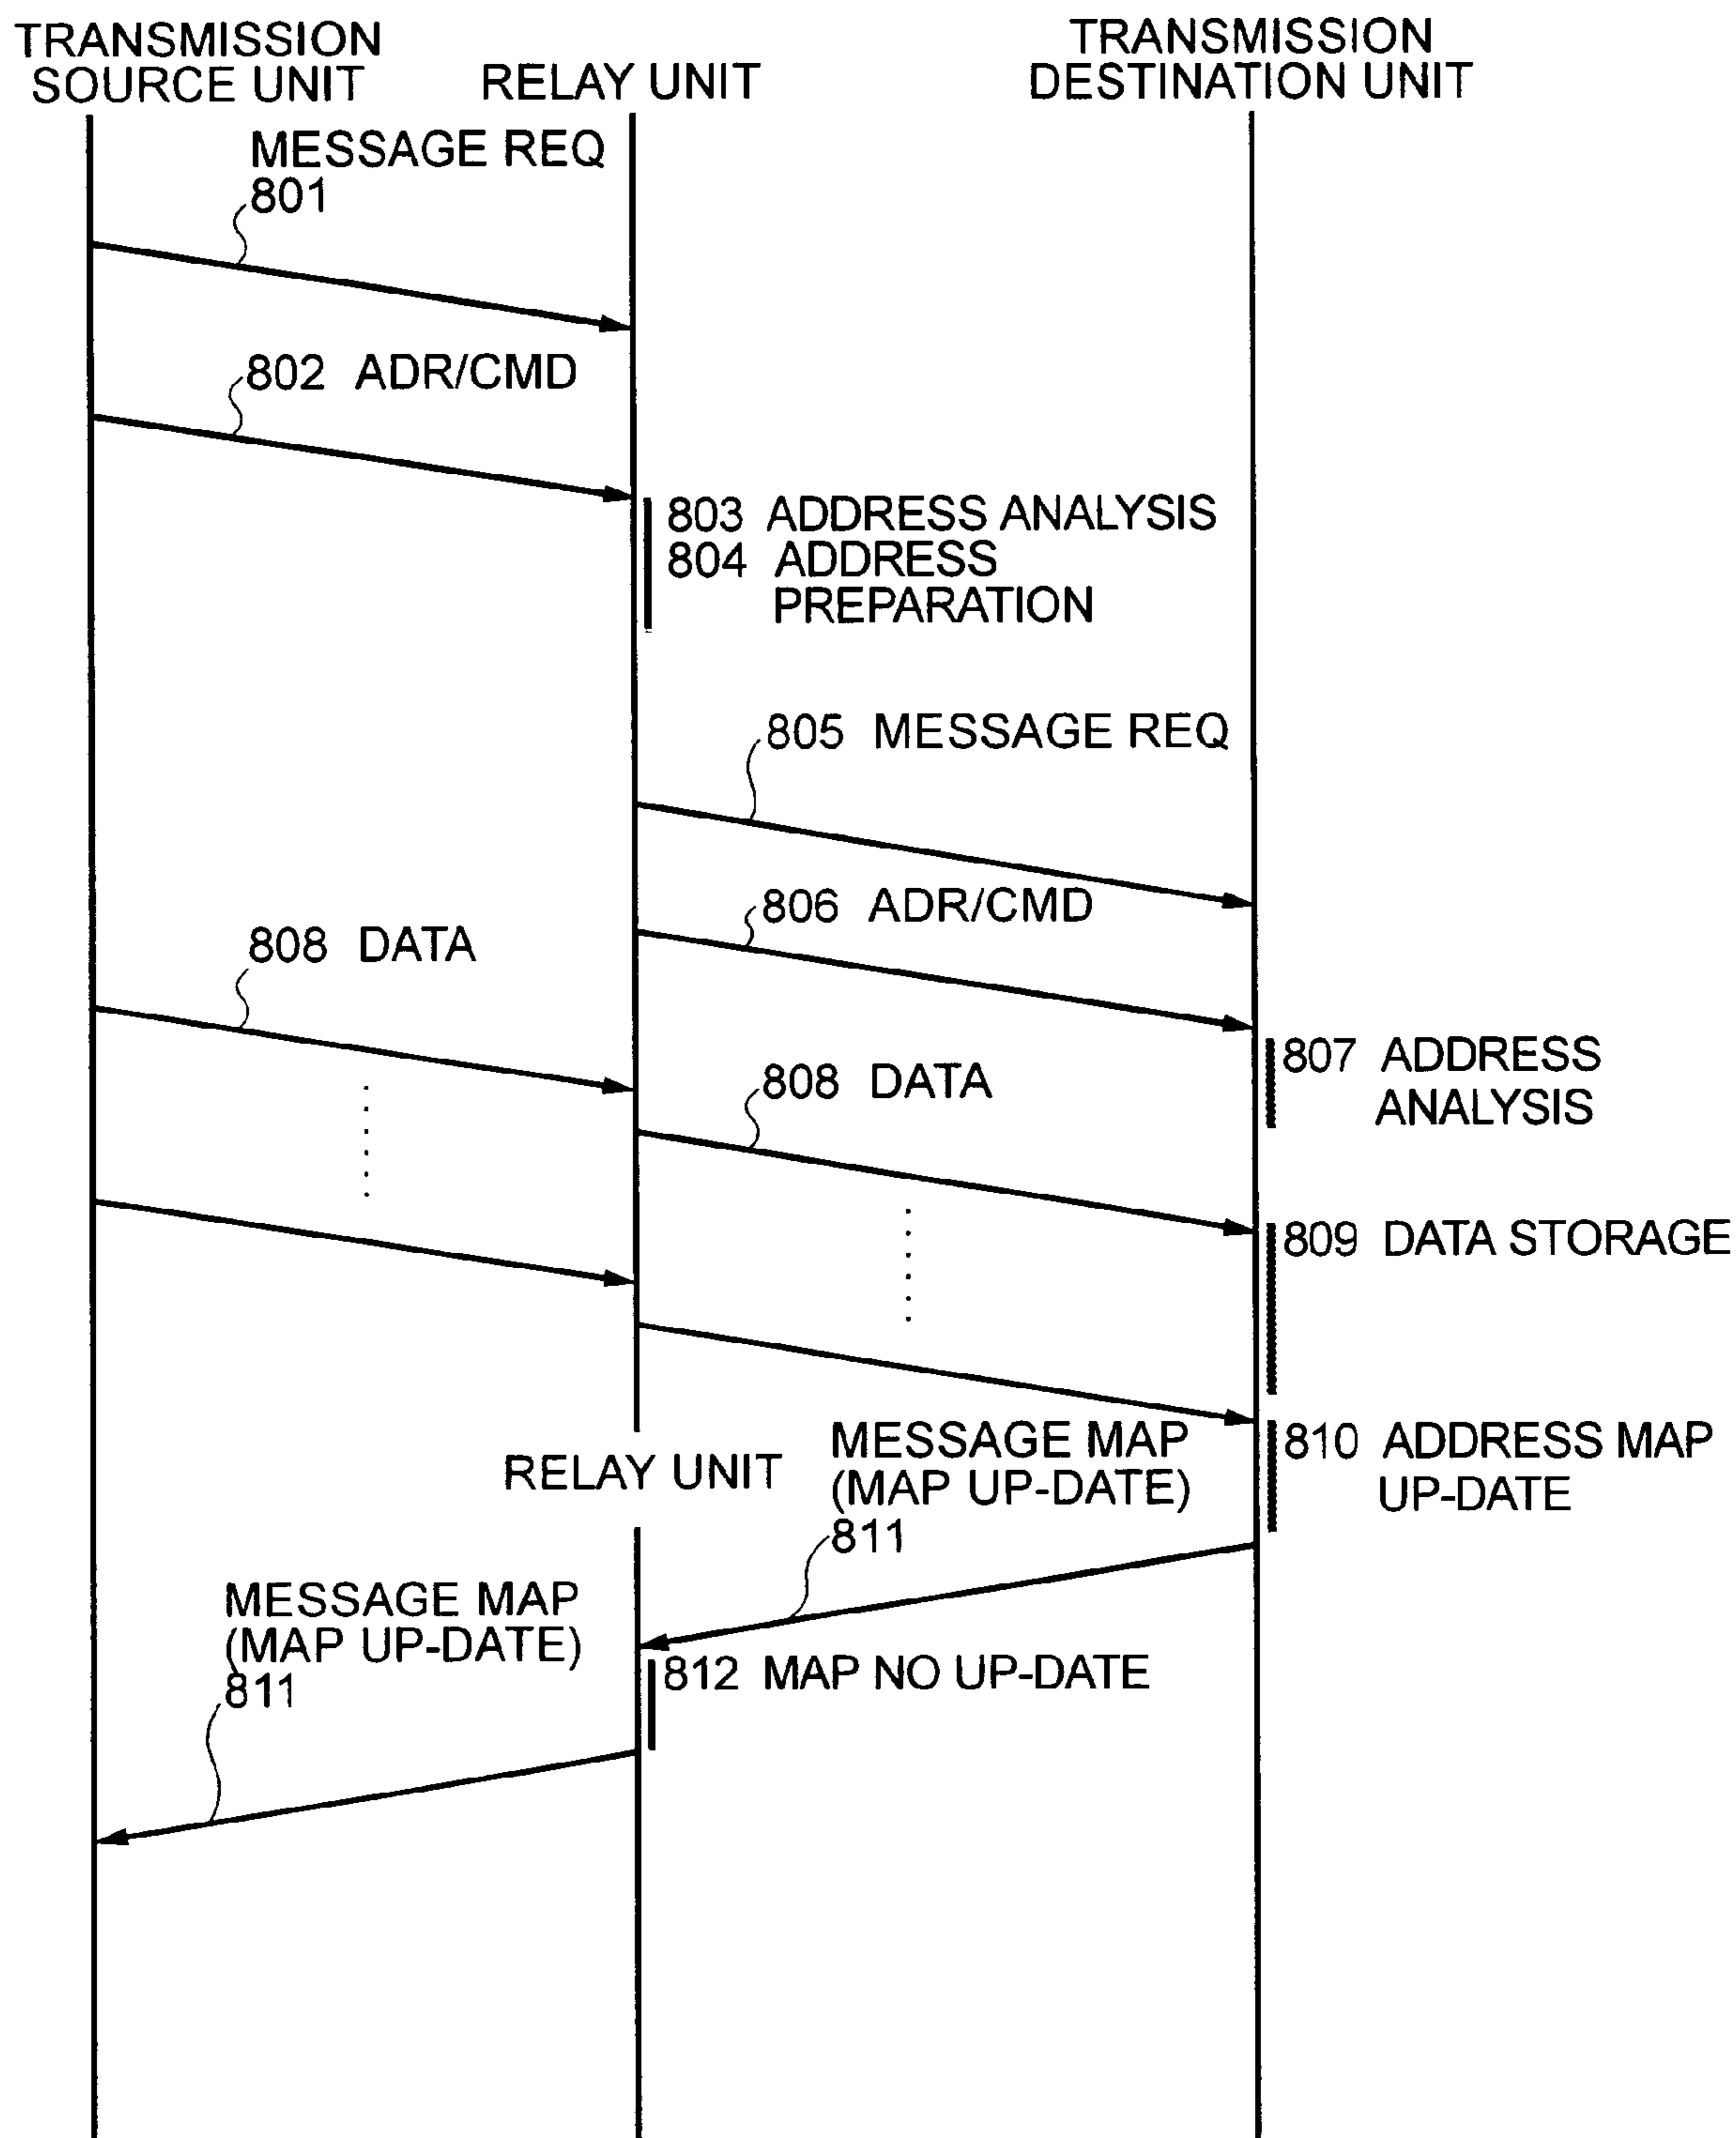 TRANSMISSION
SOURCE UNIT
RELAY UNIT
TRANSMISSION
DESTINATION UNIT
MESSAGE REQ
801
802 ADR/CMD
803 ADDRESS ANALYSIS
804 ADDRESS
PREPARATION
805 MESSAGE REQ
806 ADR/CMD
808 DATA
807 ADDRESS
ANALYSIS
808 DATA
809 DATA STORAGE
810 ADDRESS MAP
UP-DATE
RELAY UNIT
MESSAGE MAP
(MAP UP-DATE)
811
MESSAGE MAP
(MAP UP-DATE)
811
812 MAP NO UP-DATE